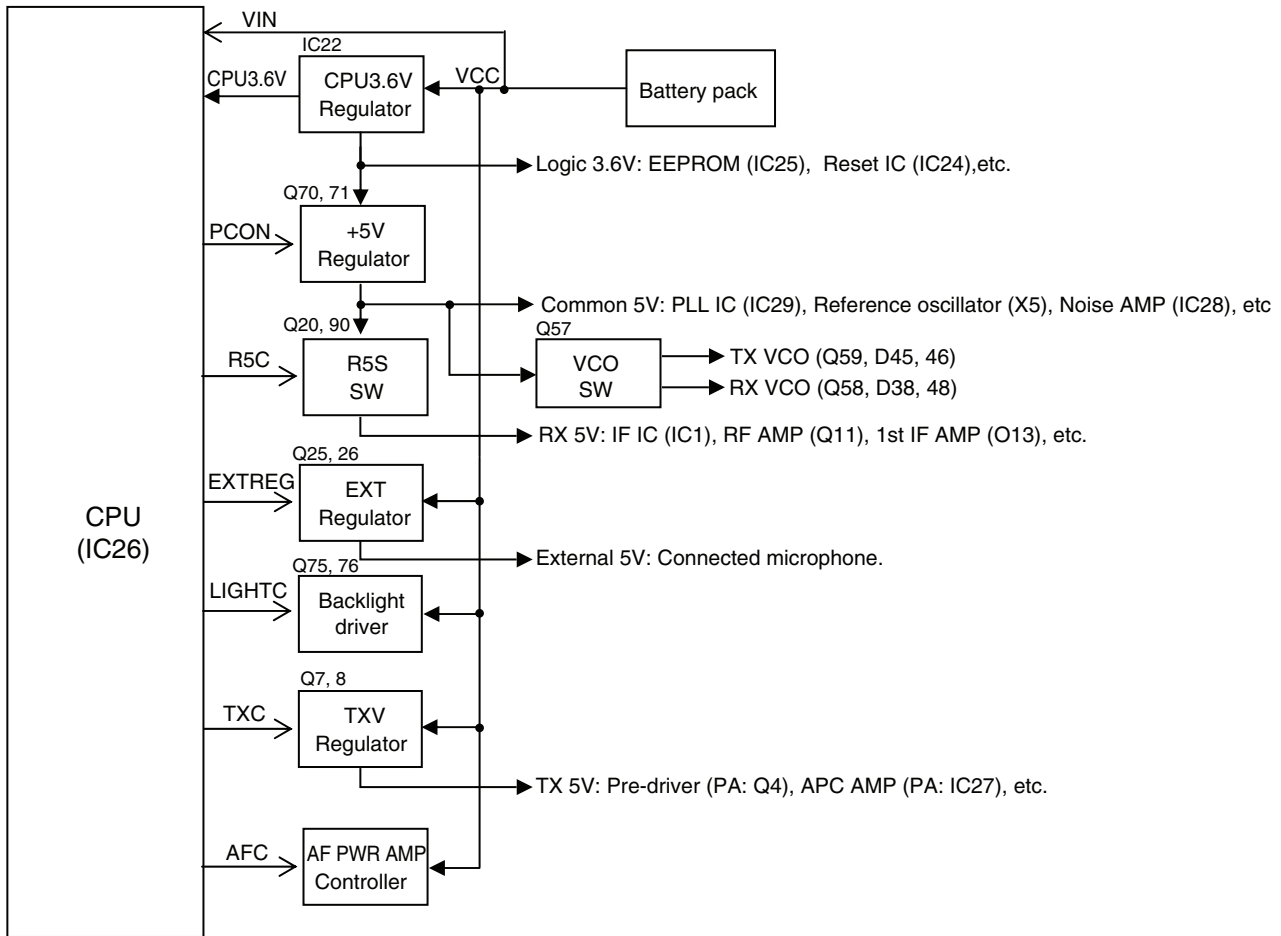 VIN
IC22
CPU3.6V
CPU3.6V
Regulator
VCC
Battery pack
Logic 3.6V: EEPROM (IC25), Reset IC (IC24),etc.
Q70, 71
PCON
+5V
Regulator
Common 5V: PLL IC (IC29), Reference oscillator (X5), Noise AMP (IC28), etc
Q20, 90
Q57
R5C
R5S
SW
VCO
SW
TX VCO (Q59, D45, 46)
RX VCO (Q58, D38, 48)
RX 5V: IF IC (IC1), RF AMP (Q11), 1st IF AMP (O13), etc.
Q25, 26
EXTREG
EXT
Regulator
CPU
(IC26)
External 5V: Connected microphone.
Q75, 76
LIGHTC
Backlight
driver
Q7, 8
TXC
TXV
Regulator
TX 5V: Pre-driver (PA: Q4), APC AMP (PA: IC27), etc.
AFC
AF PWR AMP
Controller